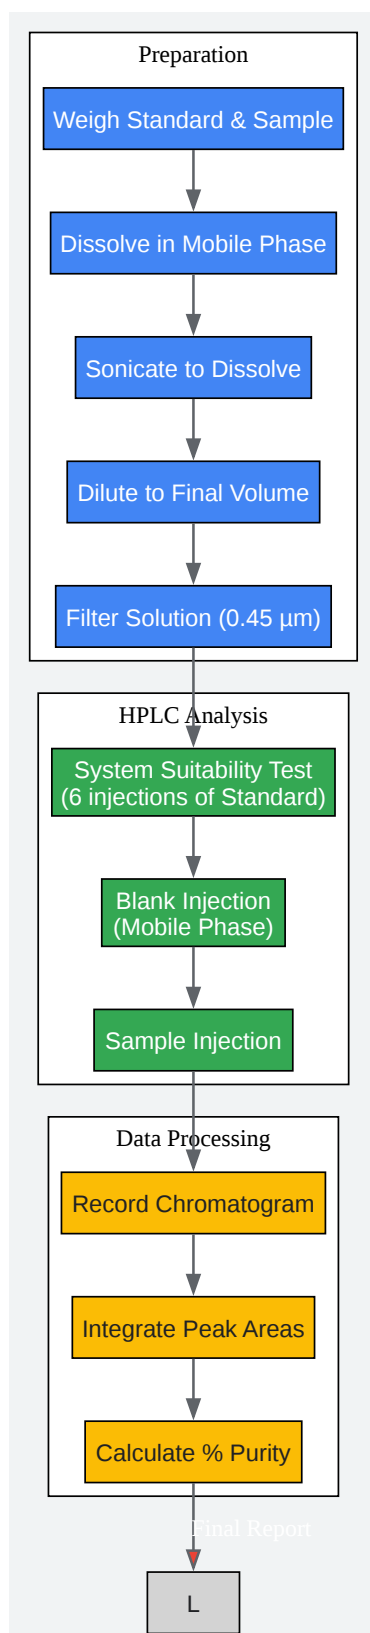 Preparation
Weigh Standard & Sample
Dissolve in Mobile Phase
Sonicate to Dissolve
Dilute to Final Volume
Filter Solution (0.45 µm)
HPLC Analysis
System Suitability Test
(6 injections of Standard)
Blank Injection
(Mobile Phase)
Sample Injection
Data Processing
Record Chromatogram
Integrate Peak Areas
Calculate % Purity
Final Report
L